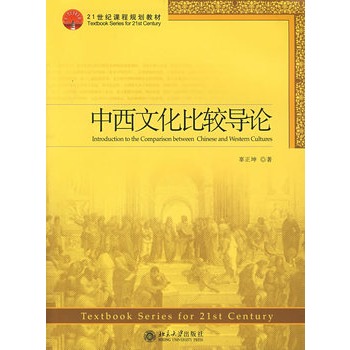 21世纪课程规划教材
Textbook Series for 21st Century
中西文化比较导论
Introduction to the Comparison between Chinese and Western Cultures
辜正坤 ◎著
Textbook Series for 21st Century
北京大学出版社
PEKING UNIVERSITY PRESS